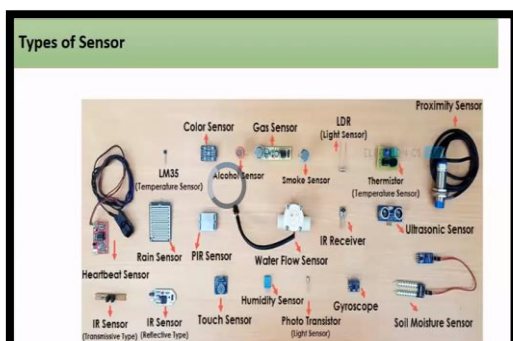 Types of Sensor
Proximity Sensor
Color Sensor
Gas Sensor
LDR
(Light Sensor)
LM35
(Temperature Sensor)
Alcohol Sensor
Smoke Sensor
Thermistor
(Temperature Sensor)
Rain Sensor
PIR Sensor
Water Flow Sensor
IR Receiver
Ultrasonic Sensor
Heartbeat Sensor
IR Sensor
(Transmissive Type)
IR Sensor
(Reflective Type)
Touch Sensor
Humidity Sensor
Photo Transistor
(Light Sensor)
Gyroscope
Soil Moisture Sensor